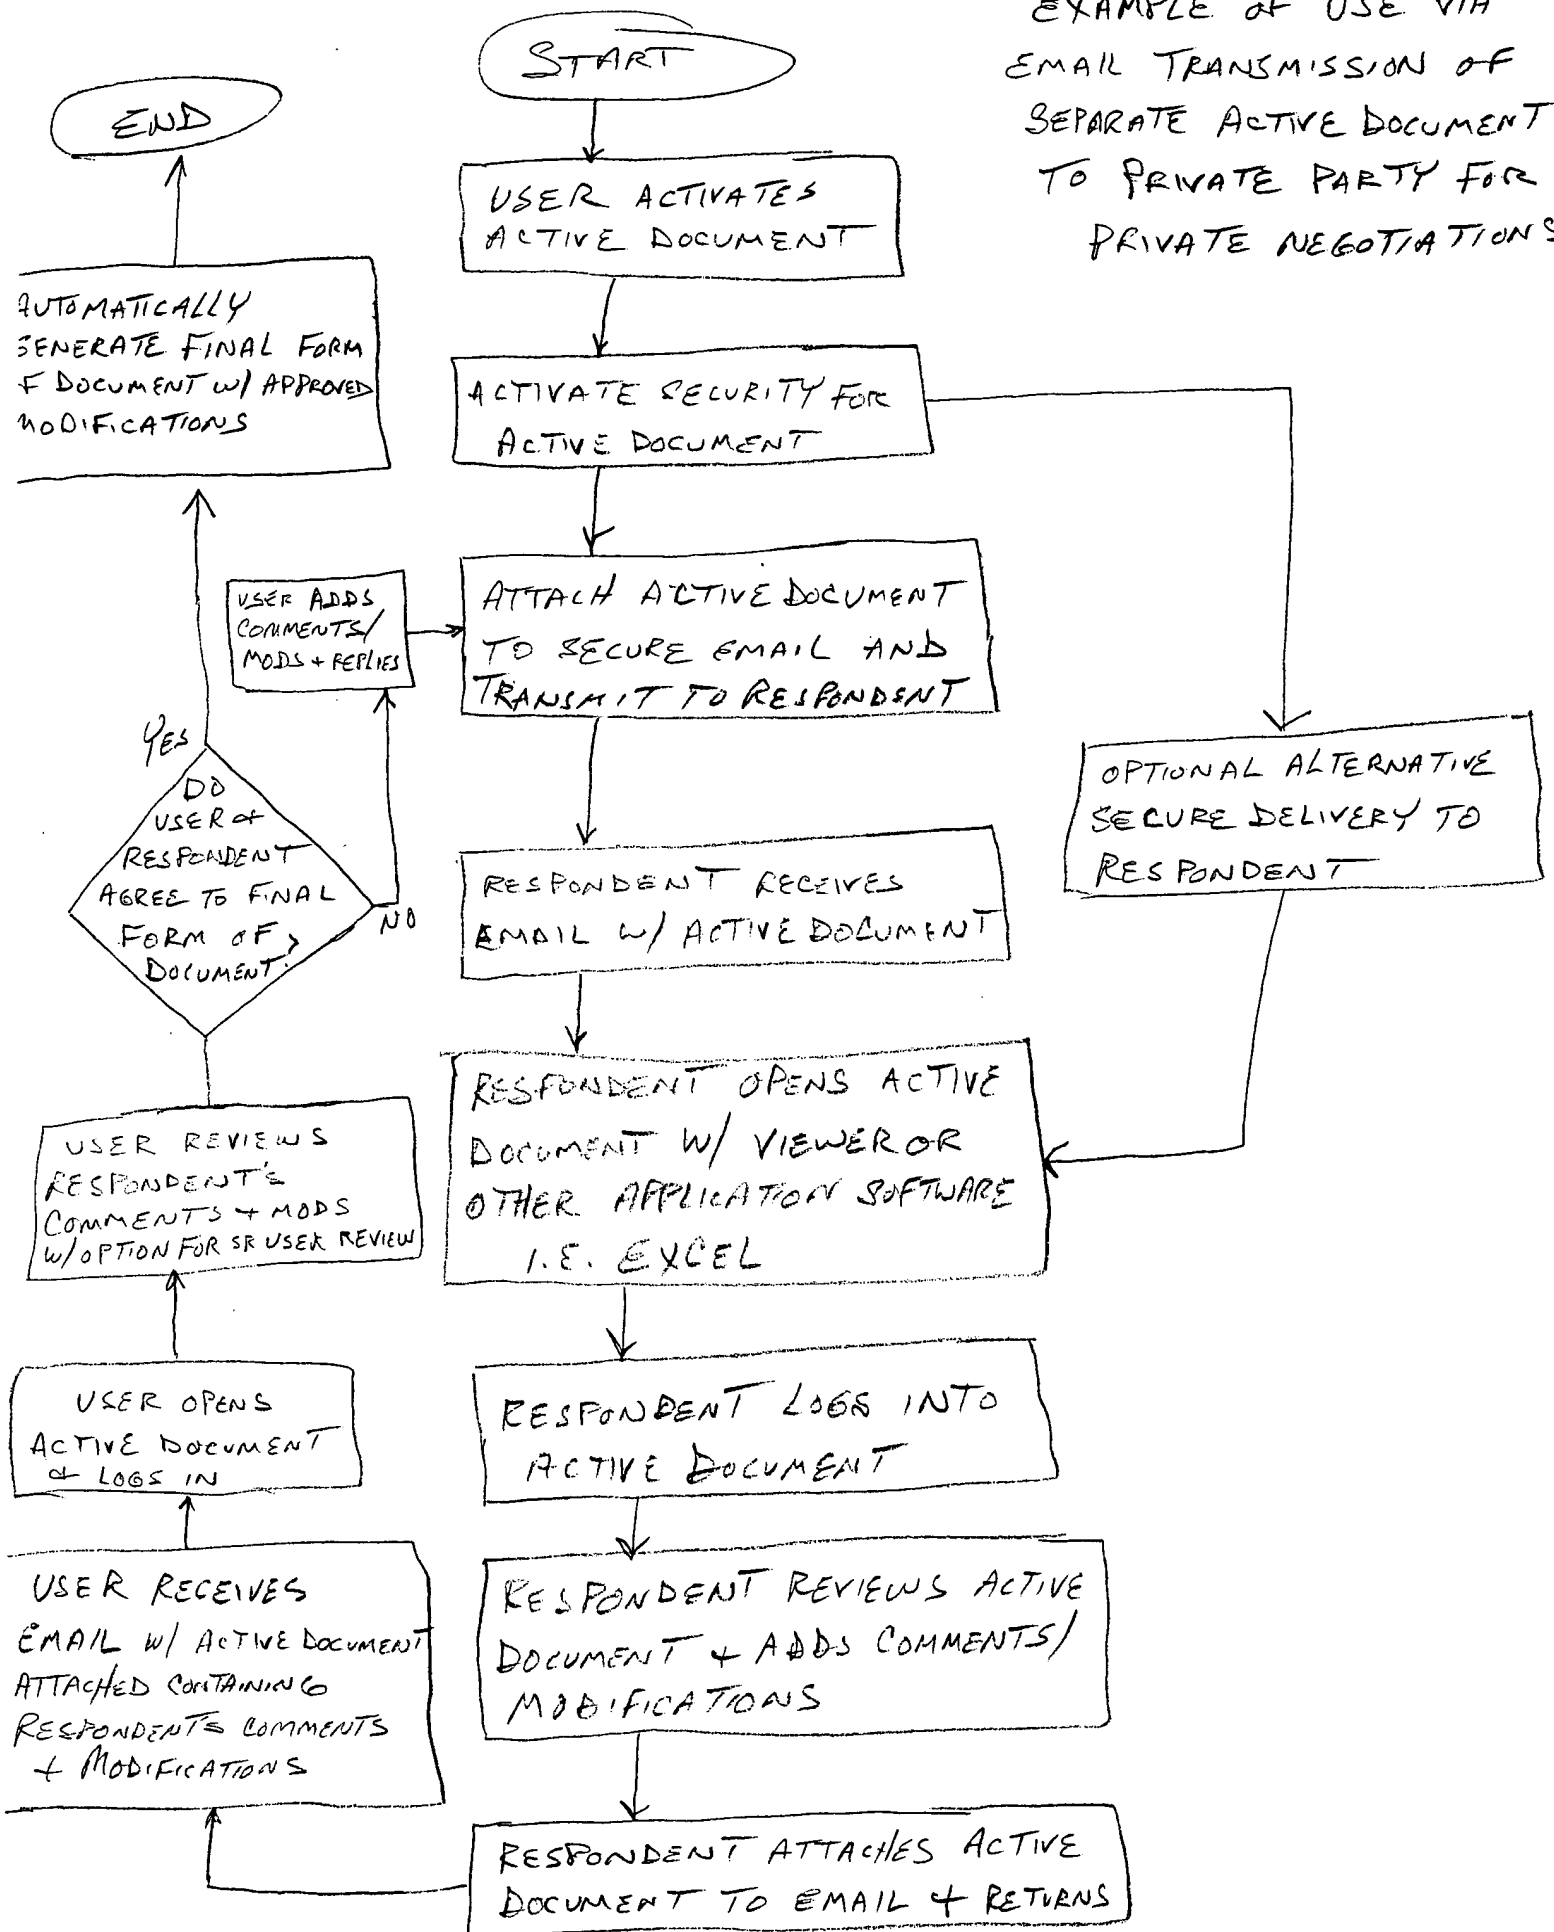 EXAMPLE OF USE VIA
EMAIL TRANSMISSION OF
SEPARATE ACTIVE DOCUMENT
TO PRIVATE PARTY FOR
PRIVATE NEGOTIATIONS
START
USER ACTIVATES
ACTIVE DOCUMENT
ACTIVATE SECURITY FOR
ACTIVE DOCUMENT
ATTACH ACTIVE DOCUMENT
TO SECURE EMAIL AND
TRANSMIT TO RESPONDENT
OPTIONAL ALTERNATIVE
SECURE DELIVERY TO
RESPONDENT
RESPONDENT RECEIVES
EMAIL W/ ACTIVE DOCUMENT
RESPONDENT OPENS ACTIVE
DOCUMENT W/ VIEWER OR
OTHER APPLICATION SOFTWARE
I.E. EXCEL
RESPONDENT LOGS INTO
ACTIVE DOCUMENT
RESPONDENT REVIEWS ACTIVE
DOCUMENT + ADDS COMMENTS/
MODIFICATIONS
RESPONDENT ATTACHES ACTIVE
DOCUMENT TO EMAIL + RETURNS
USER RECEIVES
EMAIL W/ ACTIVE DOCUMENT
ATTACHED CONTAINING
RESPONDENTS COMMENTS
+ MODIFICATIONS
USER OPENS
ACTIVE DOCUMENT
& LOGS IN
USER REVIEWS
RESPONDENT'S
COMMENTS + MODS
W/ OPTION FOR SR USER REVIEW
DO
USER &
RESPONDENT
AGREE TO FINAL
FORM OF
DOCUMENT?
YES
NO
USER ADDS
COMMENTS/
MODS + REPLIES
AUTOMATICALLY
GENERATE FINAL FORM
F DOCUMENT W/ APPROVED
MODIFICATIONS
END